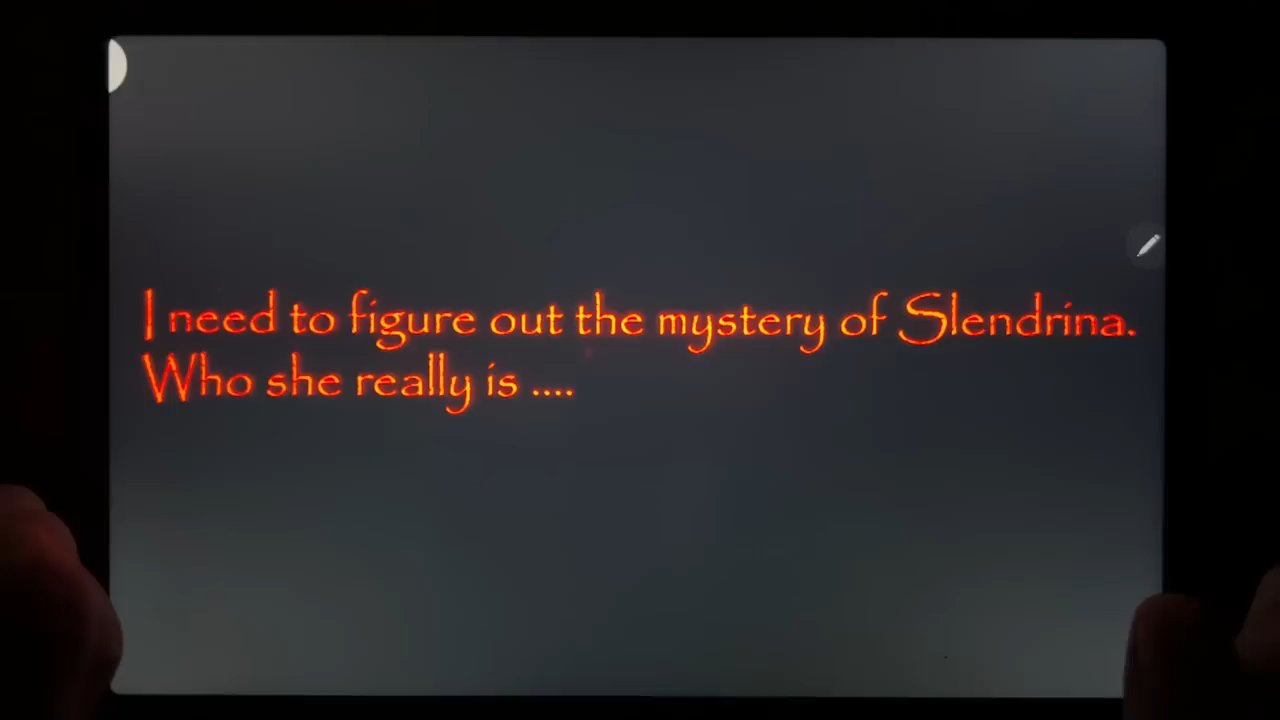 I need to figure out the mystery of Slendrina.
Who she really is ....